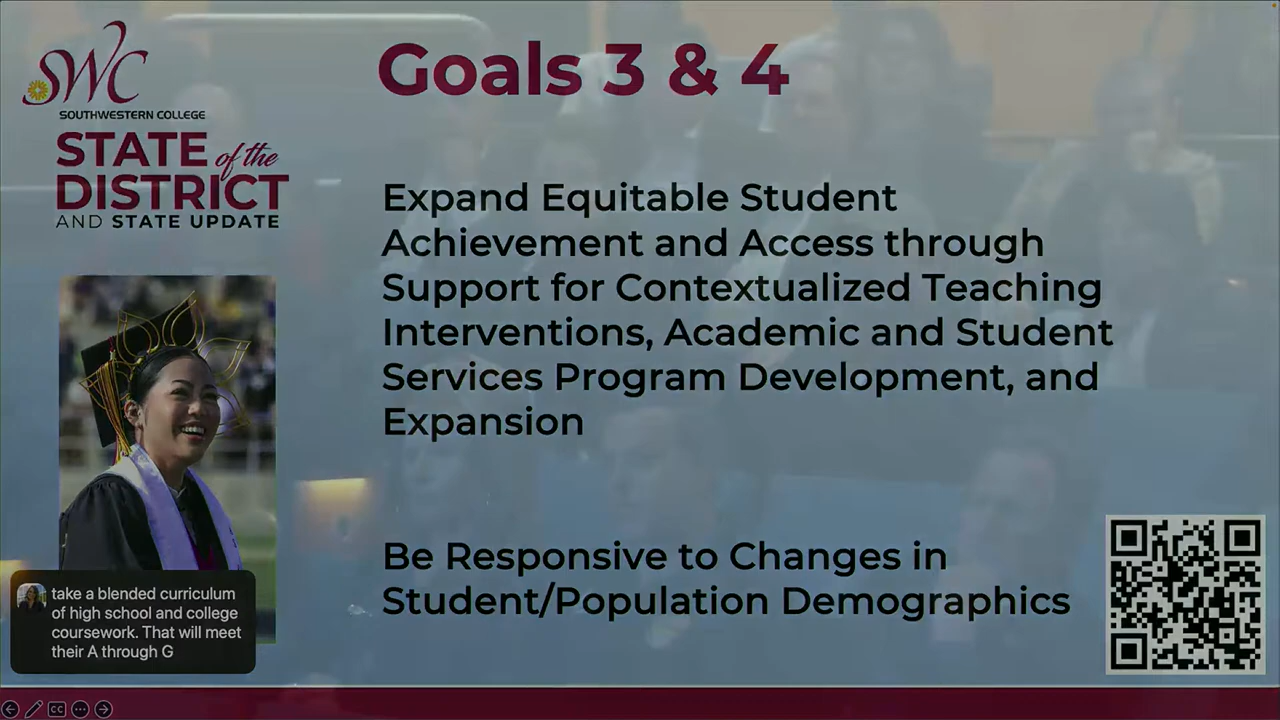 SWC
SOUTHWESTERN COLLEGE
STATE of the
DISTRICT
AND STATE UPDATE
Goals 3 & 4
Expand Equitable Student
Achievement and Access through
Support for Contextualized Teaching
Interventions, Academic and Student
Services Program Development, and
Expansion
Be Responsive to Changes in
Student/Population Demographics
take a blended curriculum
of high school and college
coursework. That will meet
their A through G
CC